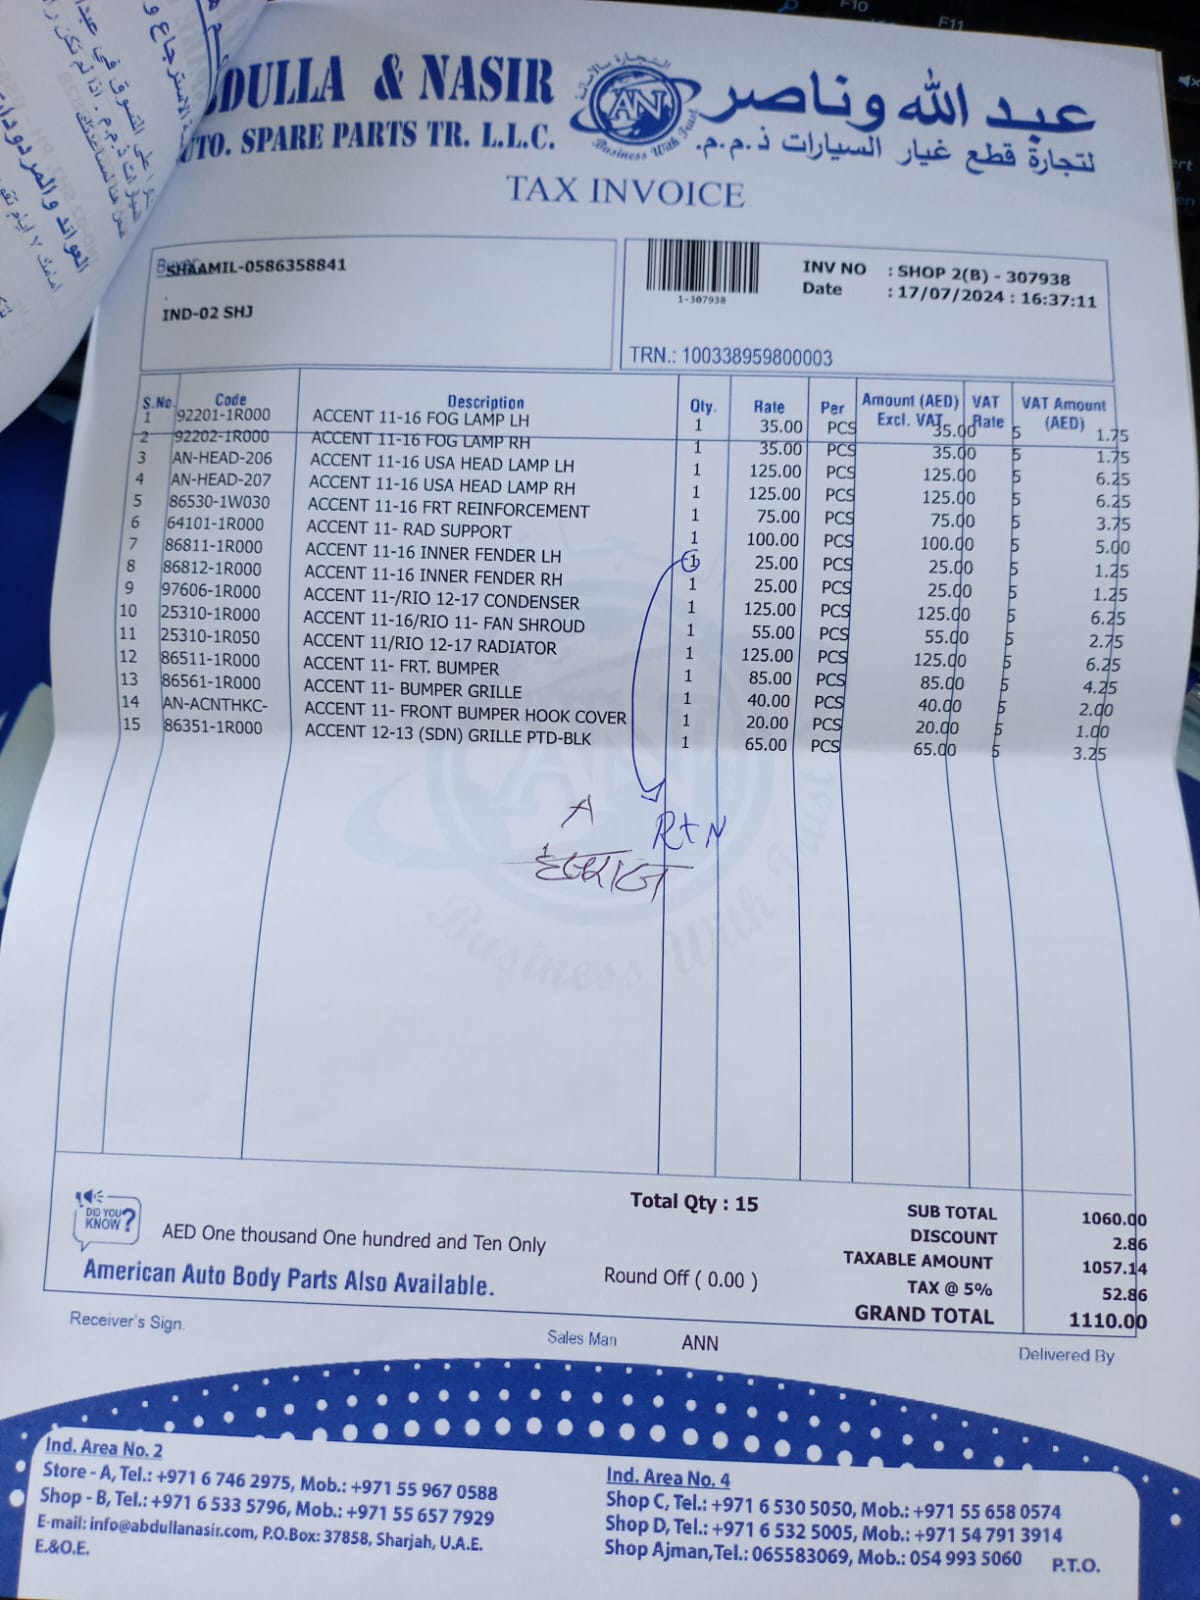 F10
F11
DULLA & NASIR
UTO. SPARE PARTS TR. L.L.C.
AN
Business With Trust
عبد الله وناصر
لتجارة قطع غيار السيارات ذ.م.م.
TAX INVOICE
Buyer
SHAAMIL-0586358841
IND-02 SHJ
1-307938
INV NO : SHOP 2(B) - 307938
Date : 17/07/2024 : 16:37:11
TRN.: 100338959800003
S.No. Code Description Qty. Rate Per Amount (AED) Excl. VAT VAT Rate VAT Amount (AED)
1 92201-1R000 ACCENT 11-16 FOG LAMP LH 1 35.00 PCS 35.00 5 1.75
2 92202-1R000 ACCENT 11-16 FOG LAMP RH 1 35.00 PCS 35.00 5 1.75
3 AN-HEAD-206 ACCENT 11-16 USA HEAD LAMP LH 1 125.00 PCS 125.00 5 6.25
4 AN-HEAD-207 ACCENT 11-16 USA HEAD LAMP RH 1 125.00 PCS 125.00 5 6.25
5 86530-1W030 ACCENT 11-16 FRT REINFORCEMENT 1 75.00 PCS 75.00 5 3.75
6 64101-1R000 ACCENT 11- RAD SUPPORT 1 100.00 PCS 100.00 5 5.00
7 86811-1R000 ACCENT 11-16 INNER FENDER LH 1 25.00 PCS 25.00 5 1.25
8 86812-1R000 ACCENT 11-16 INNER FENDER RH 1 25.00 PCS 25.00 5 1.25
9 97606-1R000 ACCENT 11-/RIO 12-17 CONDENSER 1 125.00 PCS 125.00 5 6.25
10 25310-1R000 ACCENT 11-16/RIO 11- FAN SHROUD 1 55.00 PCS 55.00 5 2.75
11 25310-1R050 ACCENT 11/RIO 12-17 RADIATOR 1 125.00 PCS 125.00 5 6.25
12 86511-1R000 ACCENT 11- FRT. BUMPER 1 85.00 PCS 85.00 5 4.25
13 86561-1R000 ACCENT 11- BUMPER GRILLE 1 40.00 PCS 40.00 5 2.00
14 AN-ACNTHKC- ACCENT 11- FRONT BUMPER HOOK COVER 1 20.00 PCS 20.00 5 1.00
15 86351-1R000 ACCENT 12-13 (SDN) GRILLE PTD-BLK 1 65.00 PCS 65.00 5 3.25
A
RtN
AN
Business With Trust
DID YOU KNOW?
AED One thousand One hundred and Ten Only
American Auto Body Parts Also Available.
Total Qty : 15
Round Off ( 0.00 )
SUB TOTAL 1060.00
DISCOUNT 2.86
TAXABLE AMOUNT 1057.14
TAX @ 5% 52.86
GRAND TOTAL 1110.00
Receiver's Sign.
Sales Man ANN
Delivered By
Ind. Area No. 2
Store - A, Tel.: +971 6 746 2975, Mob.: +971 55 967 0588
Shop - B, Tel.: +971 6 533 5796, Mob.: +971 55 657 7929
E-mail: info@abdullanasir.com, P.O.Box: 37858, Sharjah, U.A.E.
E.&O.E.
Ind. Area No. 4
Shop C, Tel.: +971 6 530 5050, Mob.: +971 55 658 0574
Shop D, Tel.: +971 6 532 5005, Mob.: +971 54 791 3914
Shop Ajman,Tel.: 065583069, Mob.: 054 993 5060
P.T.O.